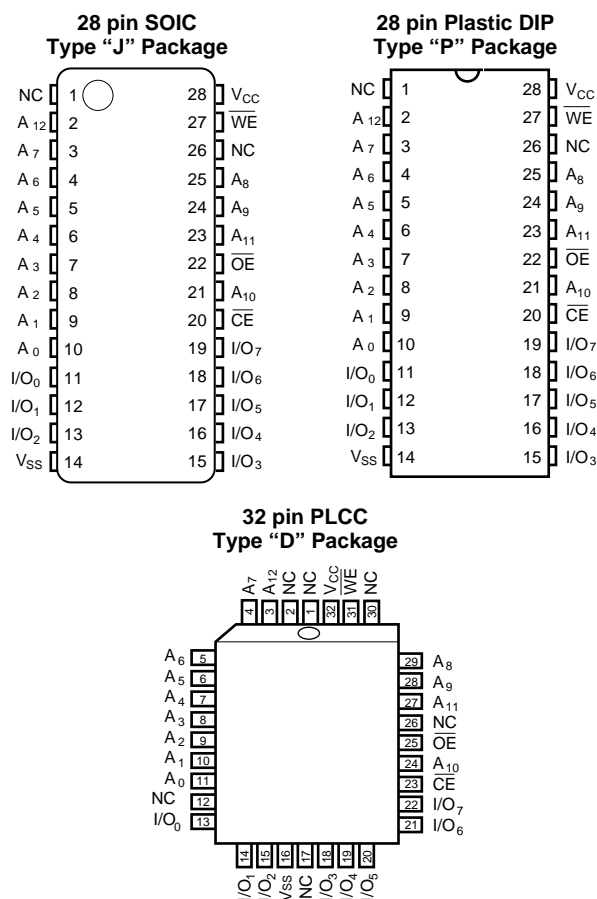 28 pin SOIC
Type “J” Package
NC 1 28 VCC
A12 2 27 W̅E̅
A7 3 26 NC
A6 4 25 A8
A5 5 24 A9
A4 6 23 A11
A3 7 22 O̅E̅
A2 8 21 A10
A1 9 20 C̅E̅
A0 10 19 I/O7
I/O0 11 18 I/O6
I/O1 12 17 I/O5
I/O2 13 16 I/O4
VSS 14 15 I/O3
28 pin Plastic DIP
Type “P” Package
NC 1 28 VCC
A12 2 27 W̅E̅
A7 3 26 NC
A6 4 25 A8
A5 5 24 A9
A4 6 23 A11
A3 7 22 O̅E̅
A2 8 21 A10
A1 9 20 C̅E̅
A0 10 19 I/O7
I/O0 11 18 I/O6
I/O1 12 17 I/O5
I/O2 13 16 I/O4
VSS 14 15 I/O3
32 pin PLCC
Type “D” Package
A7 A12 NC NC VCC W̅E̅ NC
4 3 2 1 32 31 30
A6 5 29 A8
A5 6 28 A9
A4 7 27 A11
A3 8 26 NC
A2 9 25 O̅E̅
A1 10 24 A10
A0 11 23 C̅E̅
NC 12 22 I/O7
I/O0 13 21 I/O6
14 15 16 17 18 19 20
I/O1 I/O2 VSS NC I/O3 I/O4 I/O5